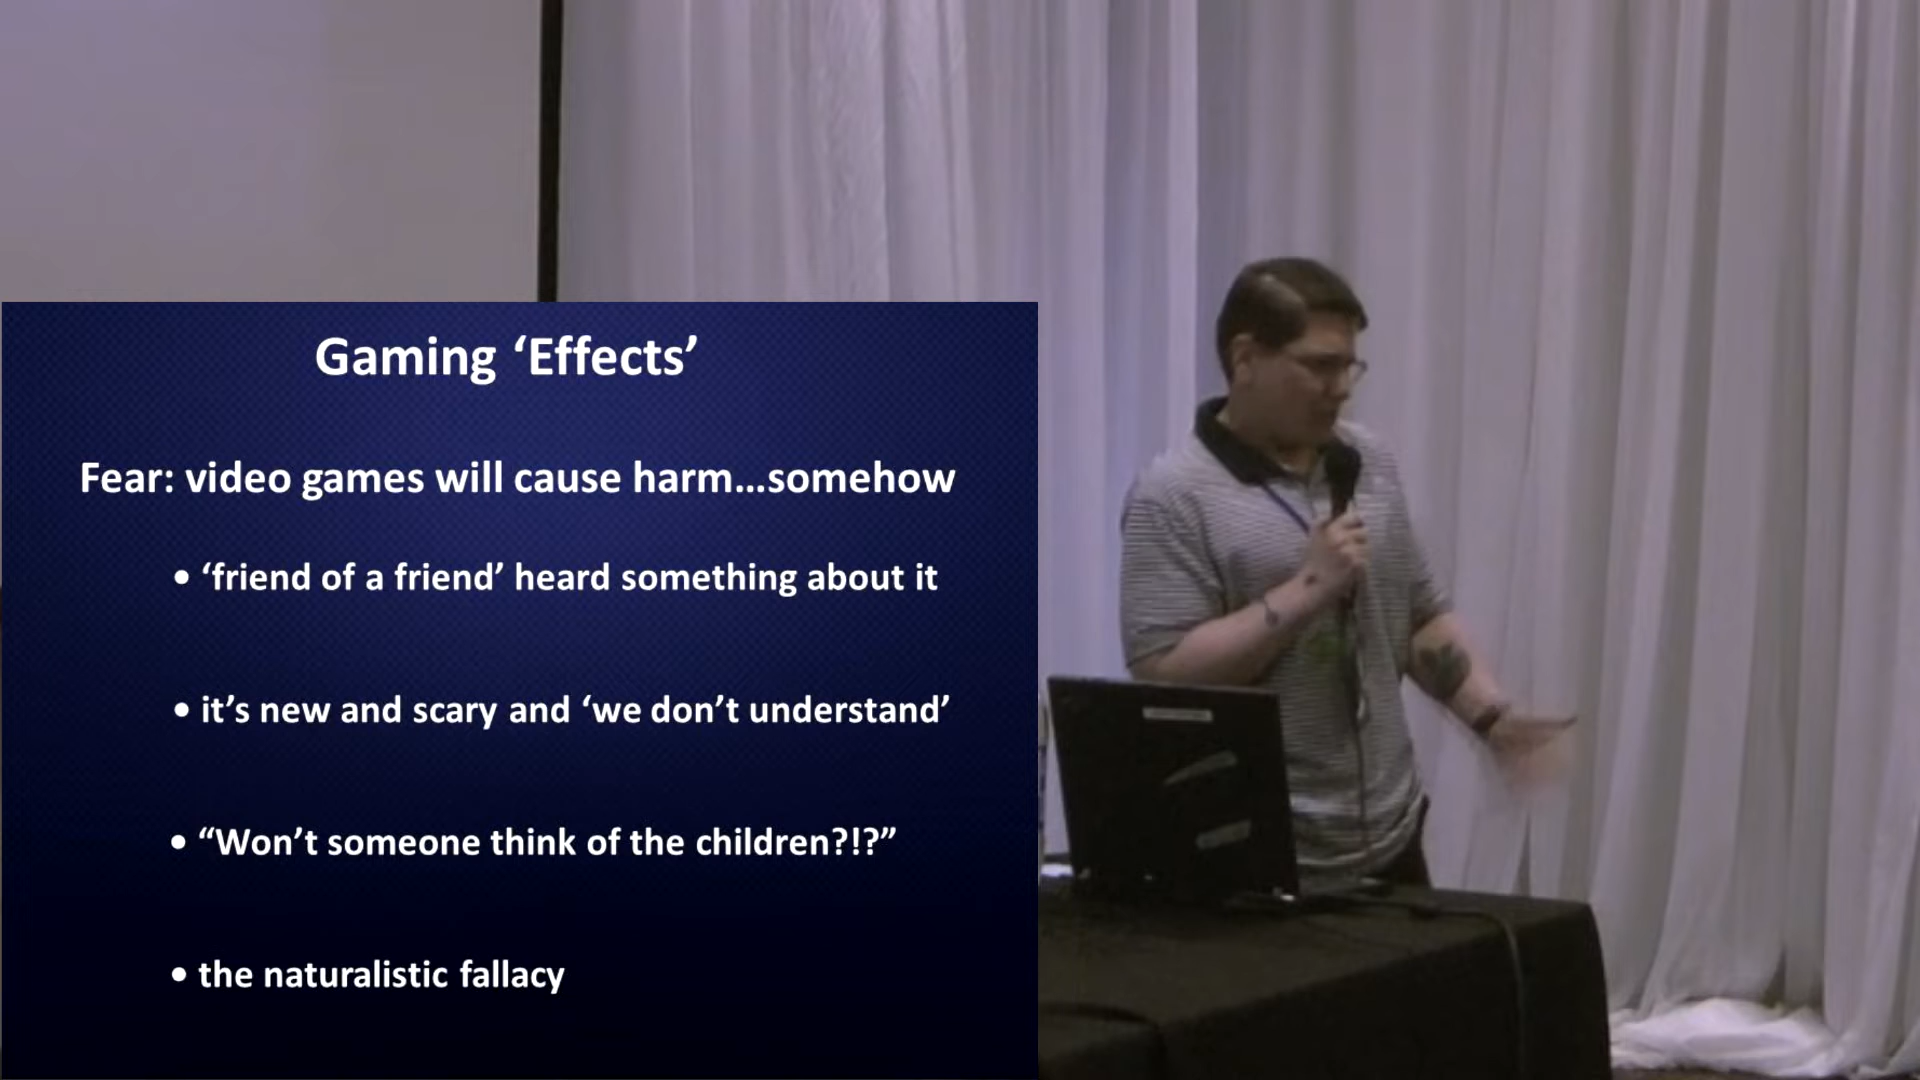 Gaming ‘Effects’
Fear: video games will cause harm...somehow
• ‘friend of a friend’ heard something about it
• it’s new and scary and ‘we don’t understand’
• “Won’t someone think of the children?!?”
• the naturalistic fallacy